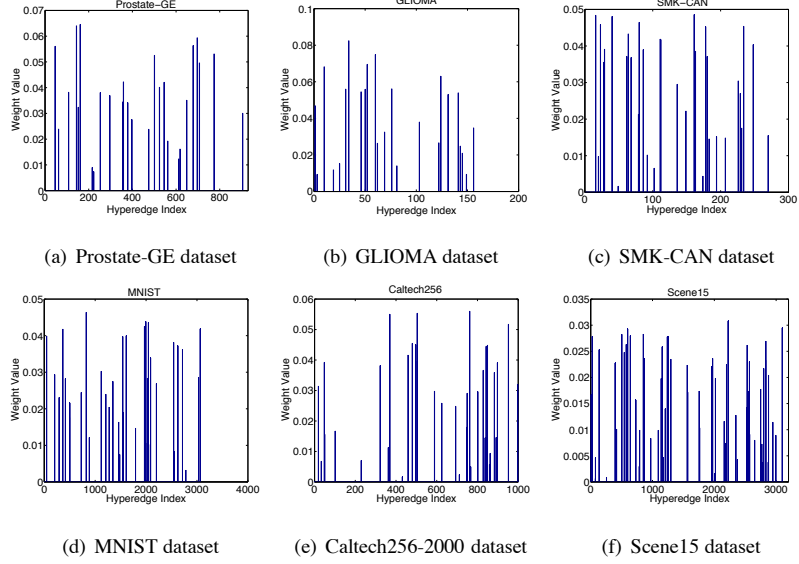 Prostate-GE
GLIOMA
SMK-CAN
0.07
0.06
0.05
0.04
0.03
0.02
0.01
0
Weight Value
0 200 400 600 800
Hyperedge Index
0.1
0.08
0.06
0.04
0.02
0
Weight Value
0 50 100 150 200
Hyperedge Index
0.05
0.04
0.03
0.02
0.01
0
Weight Value
0 100 200 300
Hyperedge Index
(a) Prostate-GE dataset
(b) GLIOMA dataset
(c) SMK-CAN dataset
MNIST
Caltech256
Scene15
0.05
0.04
0.03
0.02
0.01
0
Weight Value
0 1000 2000 3000 4000
Hyperedge Index
0.06
0.05
0.04
0.03
0.02
0.01
0
Weight Value
0 200 400 600 800 1000
Hyperedge Index
0.035
0.03
0.025
0.02
0.015
0.01
0.005
0
Weight Value
0 1000 2000 3000
Hyperedge Index
(d) MNIST dataset
(e) Caltech256-2000 dataset
(f) Scene15 dataset